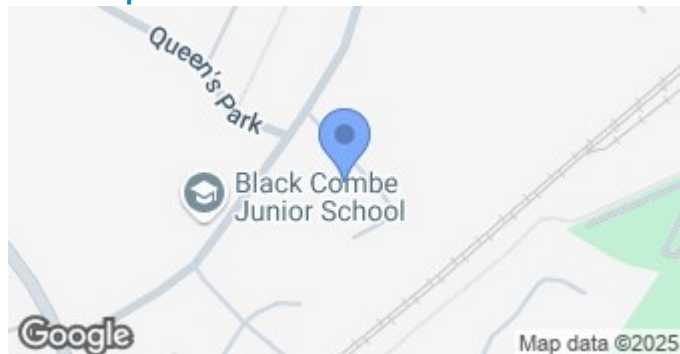 Queen's Park
Black Combe
Junior School
Google
Map data ©2025